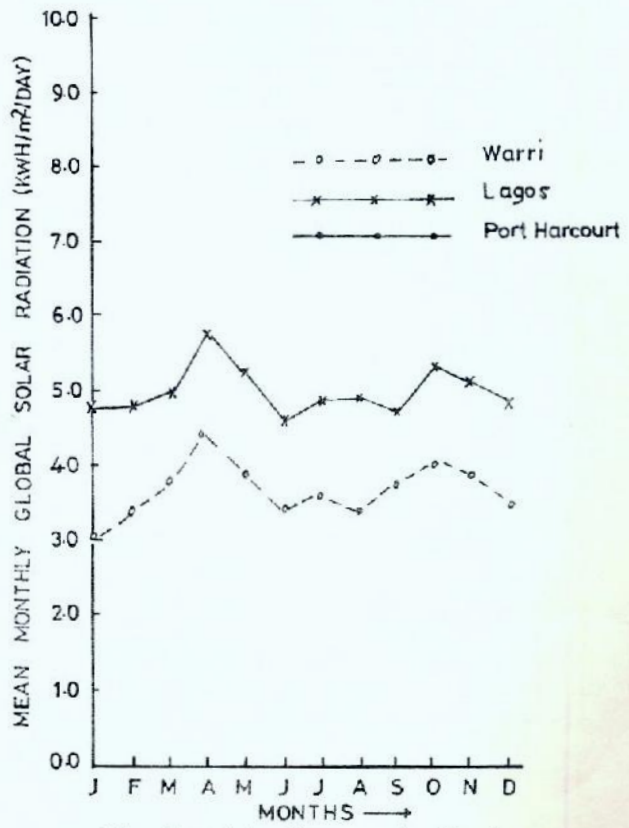 MEAN MONTHLY GLOBAL SOLAR RADIATION (KWH/m²/DAY)
10.0
9.0
8.0
7.0
6.0
5.0
4.0
3.0
2.0
1.0
0.0
Warri
Lagos
Port Harcourt
J F M A M J J A S O N D
MONTHS →